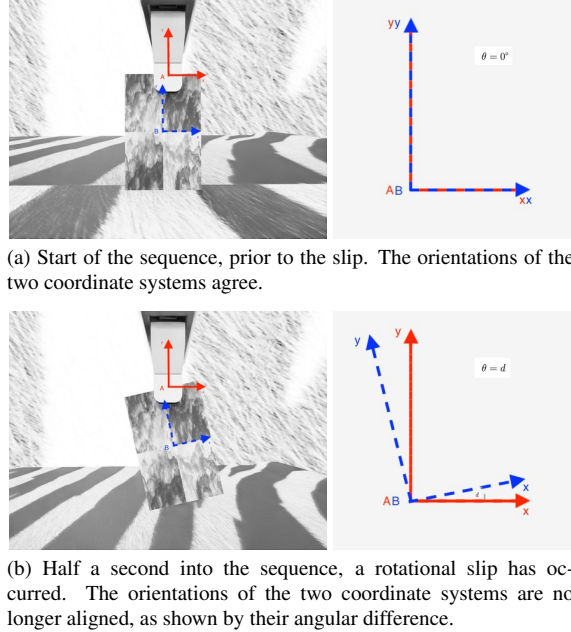 y
x
A
B
yy
θ = 0°
AB
xx
(a) Start of the sequence, prior to the slip. The orientations of the
two coordinate systems agree.
y
x
A
B
y
y
θ = d
x
d
AB
x
(b) Half a second into the sequence, a rotational slip has oc-
curred. The orientations of the two coordinate systems are no
longer aligned, as shown by their angular difference.